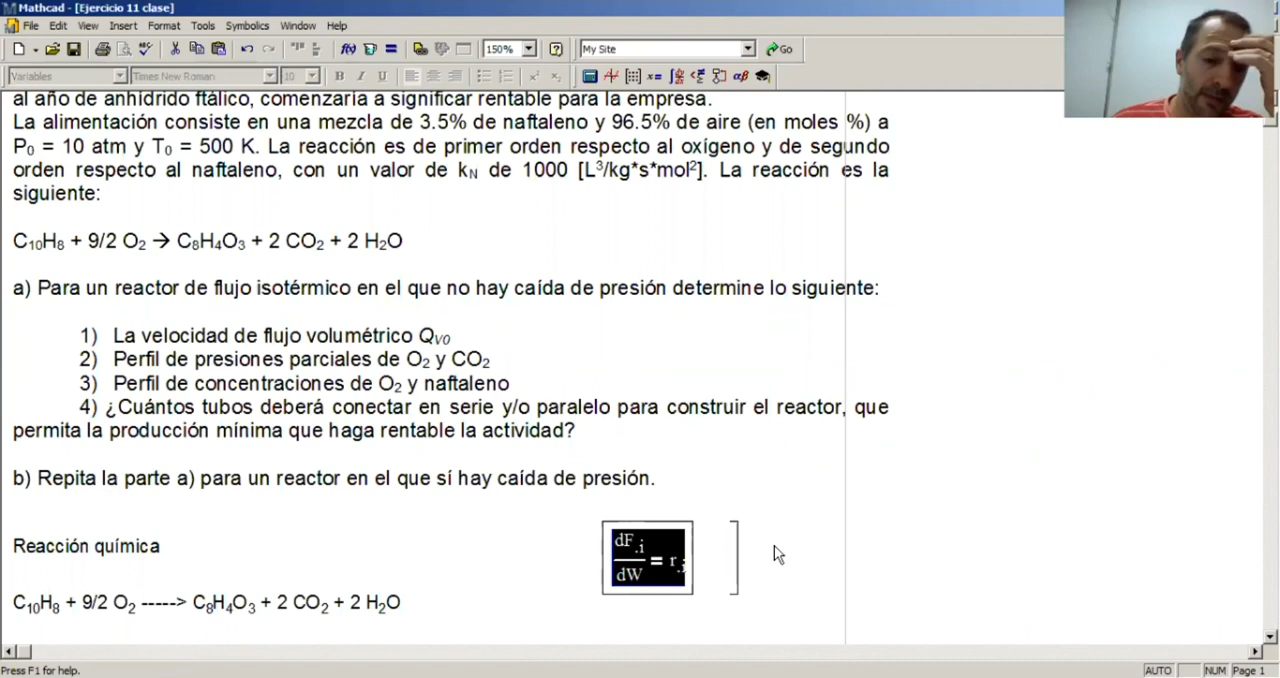 Mathcad - [Ejercicio 11 clase]
File Edit View Insert Format Tools Symbolics Window Help
150% My Site Go
Variables Times New Roman 10 B I U
al año de anhídrido ftálico, comenzaría a significar rentable para la empresa.
La alimentación consiste en una mezcla de 3.5% de naftaleno y 96.5% de aire (en moles %) a
P₀ = 10 atm y T₀ = 500 K. La reacción es de primer orden respecto al oxígeno y de segundo
orden respecto al naftaleno, con un valor de kN de 1000 [L³/kg*s*mol²]. La reacción es la
siguiente:
C₁₀H₈ + 9/2 O₂ → C₈H₄O₃ + 2 CO₂ + 2 H₂O
a) Para un reactor de flujo isotérmico en el que no hay caída de presión determine lo siguiente:
1) La velocidad de flujo volumétrico QV0
2) Perfil de presiones parciales de O₂ y CO₂
3) Perfil de concentraciones de O₂ y naftaleno
4) ¿Cuántos tubos deberá conectar en serie y/o paralelo para construir el reactor, que
permita la producción mínima que haga rentable la actividad?
b) Repita la parte a) para un reactor en el que sí hay caída de presión.
dF.i/dW = r.i
Reacción química
C₁₀H₈ + 9/2 O₂ -----> C₈H₄O₃ + 2 CO₂ + 2 H₂O
Press F1 for help. AUTO NUM Page 1